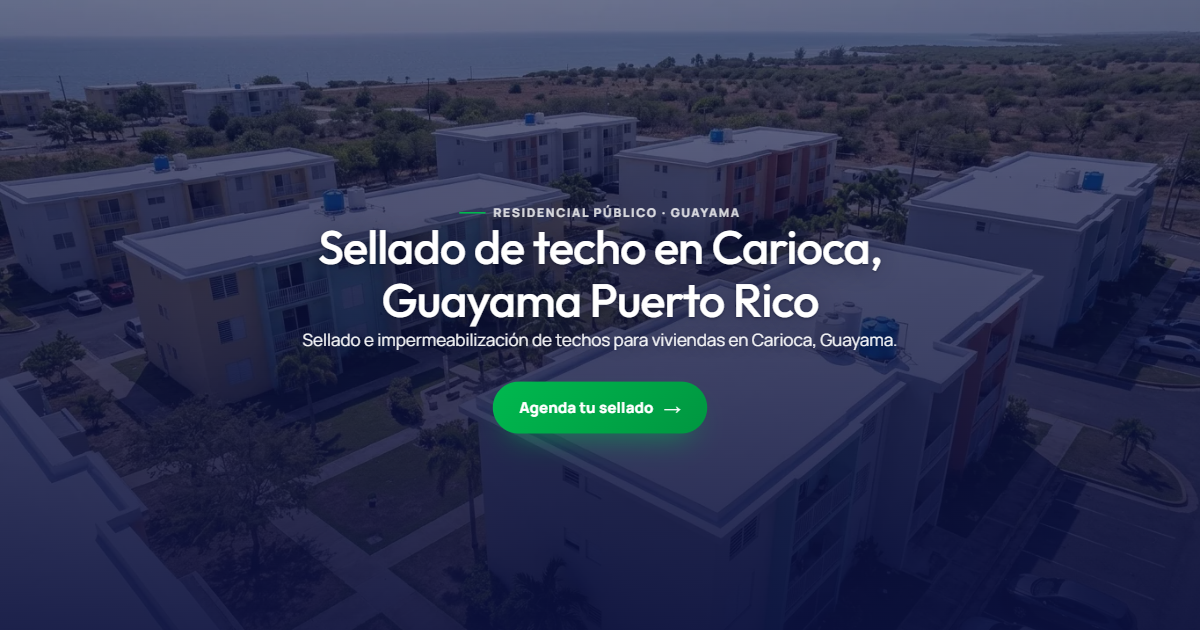 RESIDENCIAL PÚBLICO · GUAYAMA
Sellado de techo en Carioca,
Guayama Puerto Rico
Sellado e impermeabilización de techos para viviendas en Carioca, Guayama.
Agenda tu sellado →